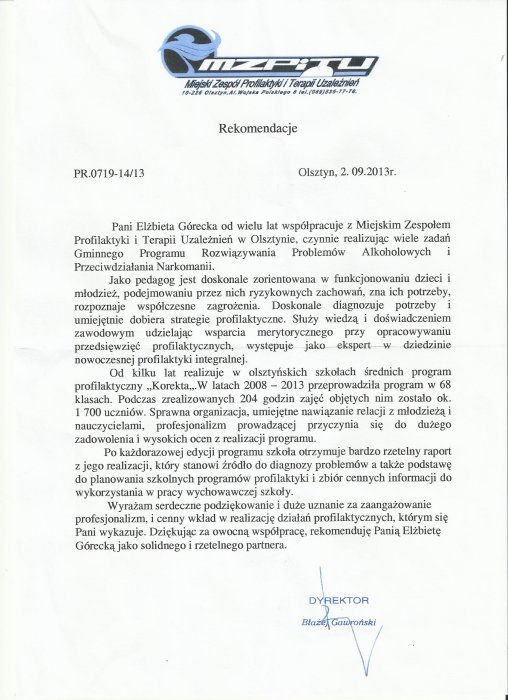 MZPiTU
Miejski Zespół Profilaktyki i Terapii Uzależnień
10-225 Olsztyn, Al. Wojska Polskiego 8 tel.(089)539-77-76.
Rekomendacje
PR.0719-14/13 Olsztyn, 2. 09.2013r.
Pani Elżbieta Górecka od wielu lat współpracuje z Miejskim Zespołem
Profilaktyki i Terapii Uzależnień w Olsztynie, czynnie realizując wiele zadań
Gminnego Programu Rozwiązywania Problemów Alkoholowych i
Przeciwdziałania Narkomanii.
Jako pedagog jest doskonale zorientowana w funkcjonowaniu dzieci i
młodzież, podejmowaniu przez nich ryzykownych zachowań, zna ich potrzeby,
rozpoznaje współczesne zagrożenia. Doskonale diagnozuje potrzeby i
umiejętnie dobiera strategie profilaktyczne. Służy wiedzą i doświadczeniem
zawodowym udzielając wsparcia merytorycznego przy opracowywaniu
przedsięwzięć profilaktycznych, występuje jako ekspert w dziedzinie
nowoczesnej profilaktyki integralnej.
Od kilku lat realizuje w olsztyńskich szkołach średnich program
profilaktyczny „Korekta„.W latach 2008 – 2013 przeprowadziła program w 68
klasach. Podczas zrealizowanych 204 godzin zajęć objętych nim zostało ok.
1 700 uczniów. Sprawna organizacja, umiejętne nawiązanie relacji z młodzieżą i
nauczycielami, profesjonalizm prowadzącej przyczynia się do dużego
zadowolenia i wysokich ocen z realizacji programu.
Po każdorazowej edycji programu szkoła otrzymuje bardzo rzetelny raport
z jego realizacji, który stanowi źródło do diagnozy problemów a także podstawę
do planowania szkolnych programów profilaktyki i zbiór cennych informacji do
wykorzystania w pracy wychowawczej szkoły.
Wyrażam serdeczne podziękowanie i duże uznanie za zaangażowanie
profesjonalizm, i cenny wkład w realizację działań profilaktycznych, którym się
Pani wykazuje. Dziękując za owocną współpracę, rekomenduję Panią Elżbietę
Górecką jako solidnego i rzetelnego partnera.
DYREKTOR
Błażej Gawroński